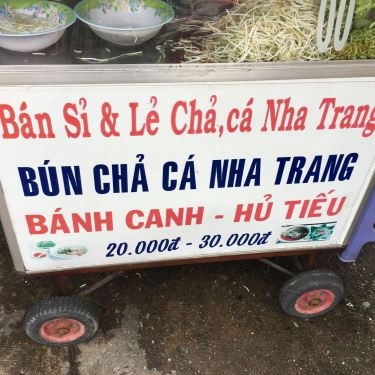 Bán Sỉ & Lẻ Chả,cá Nha Trang
BÚN CHẢ CÁ NHA TRANG
BÁNH CANH - HỦ TIẾU
20.000đ - 30.000đ